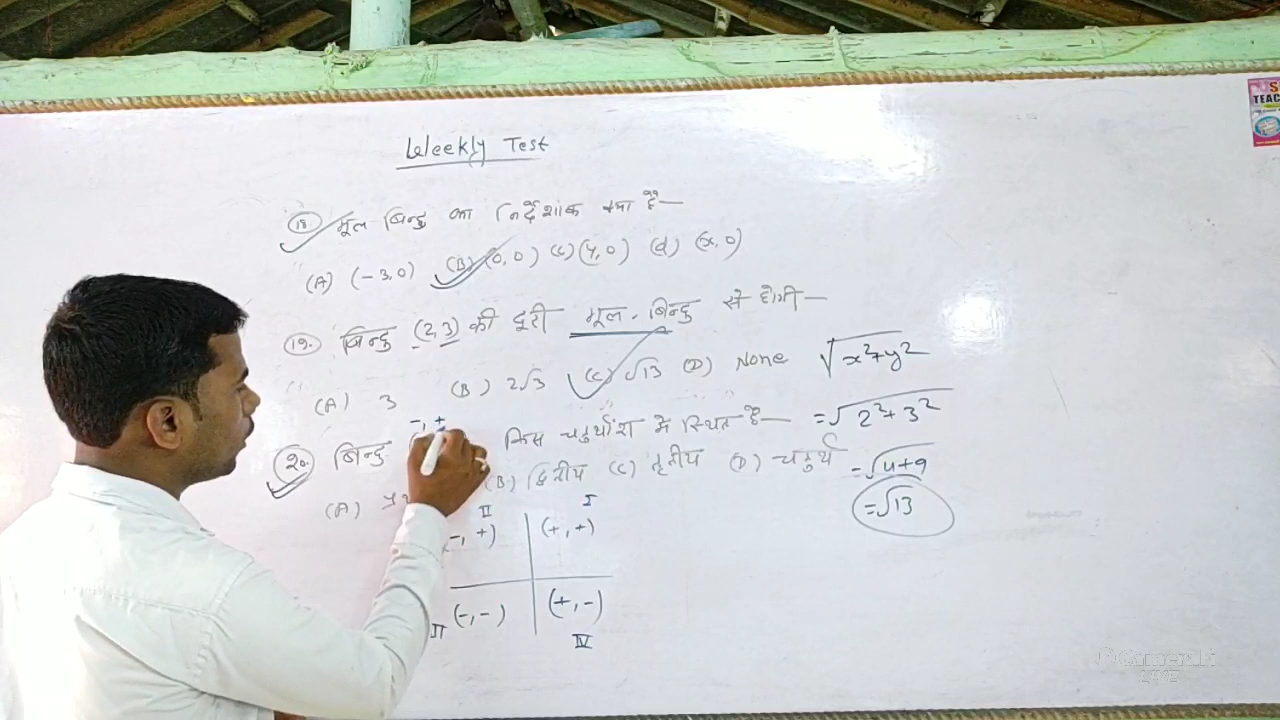 Weekly Test
18 मूल बिन्दु का निर्देशांक क्या है—
(A) (-3,0) (B) (0,0) (C) (4,0) (d) (x,0)
19. बिन्दु (2,3) की दूरी मूल-बिन्दु से होगी—
(A) 3 (B) 2√3 (C) √13 (D) None
√x²+y²
=√2²+3²
=√4+9
=√13
20. बिन्दु -, + किस चतुर्थांश में स्थित है—
(A) (B) द्वितीय (C) तृतीय (D) चतुर्थ
II I
-, +) (+,+)
(-,-) (+,-)
IV
TEAC